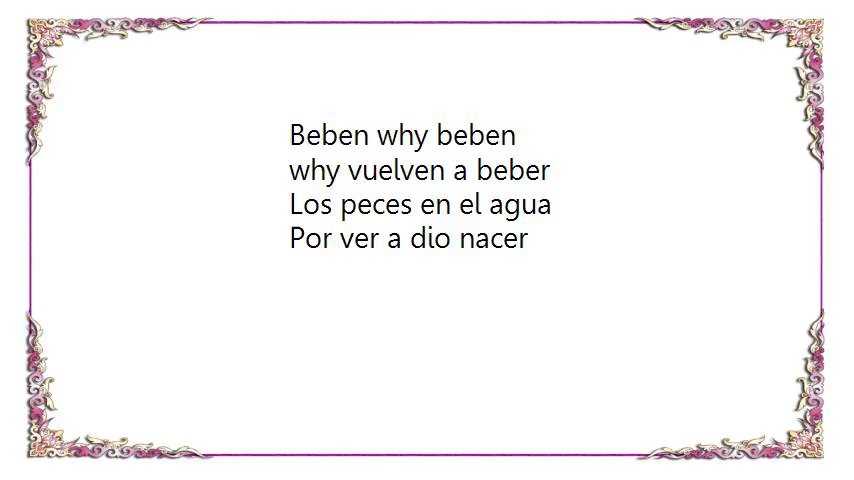 Beben why beben
why vuelven a beber
Los peces en el agua
Por ver a dio nacer